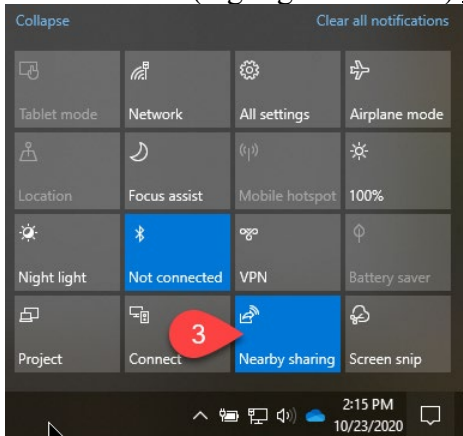 Collapse Clear all notifications
Tablet mode Network All settings Airplane mode
Location Focus assist Mobile hotspot 100%
Night light Not connected VPN Battery saver
3
Project Connect Nearby sharing Screen snip
2:15 PM
10/23/2020